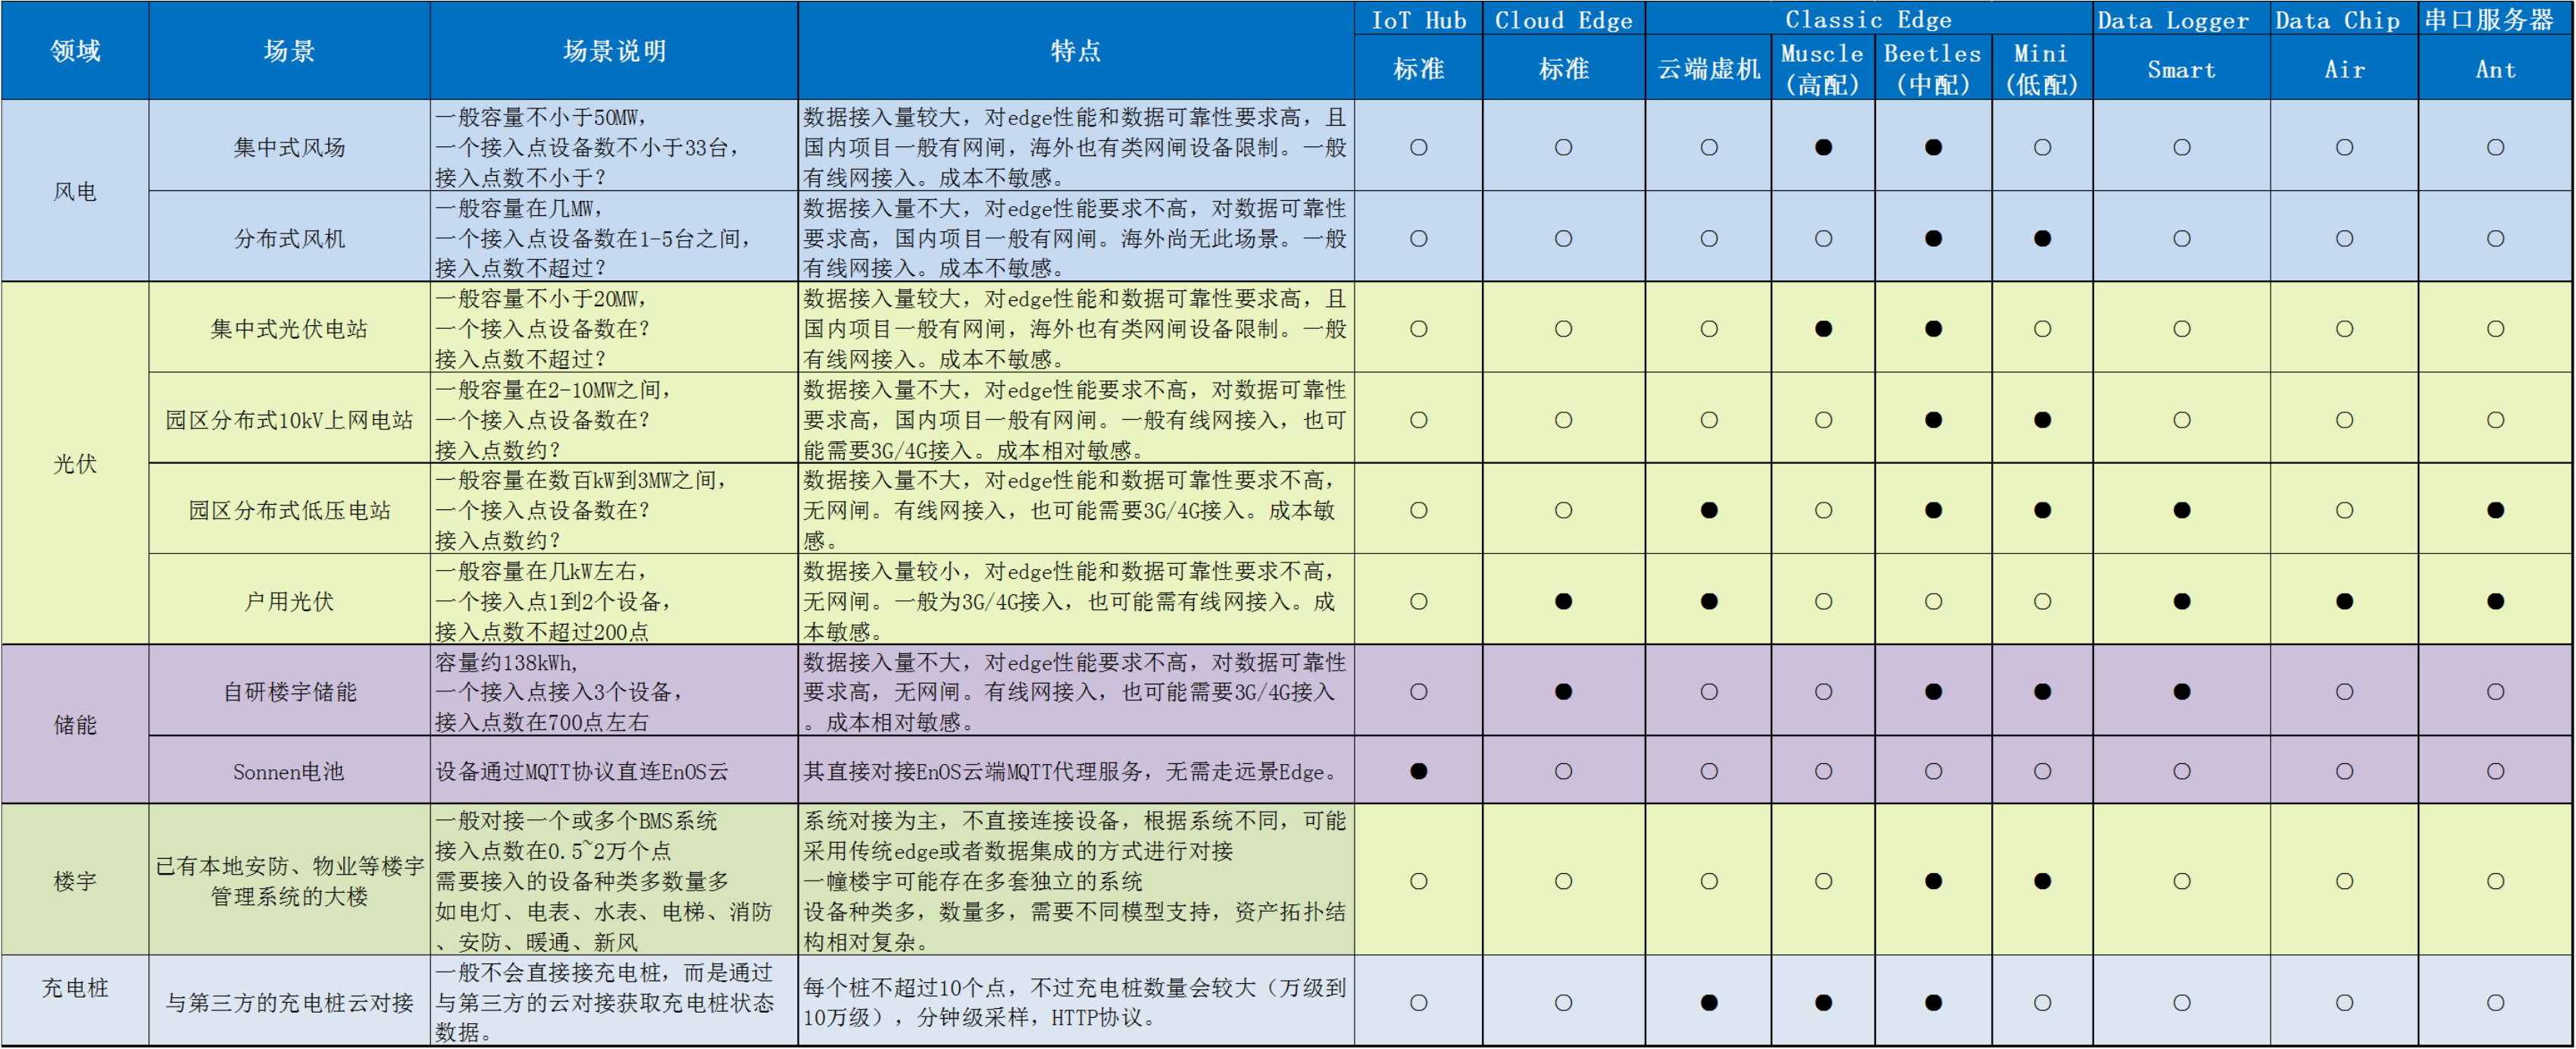 领域
场景
场景说明
特点
IoT Hub
Cloud Edge
Classic Edge
Data Logger
Data Chip
串口服务器
标准
标准
云端虚机
Muscle
(高配)
Beetles
(中配)
Mini
(低配)
Smart
Air
Ant
风电
集中式风场
一般容量不小于50MW，
一个接入点设备数不小于33台，
接入点数不小于？
数据接入量较大，对edge性能和数据可靠性要求高，且
国内项目一般有网闸，海外也有类网闸设备限制。一般
有线网接入。成本不敏感。
○ ○ ○ ● ● ○ ○ ○ ○
分布式风机
一般容量在几MW，
一个接入点设备数在1-5台之间，
接入点数不超过？
数据接入量不大，对edge性能要求不高，对数据可靠性
要求高，国内项目一般有网闸。海外尚无此场景。一般
有线网接入。成本不敏感。
○ ○ ○ ○ ● ● ○ ○ ○
光伏
集中式光伏电站
一般容量不小于20MW，
一个接入点设备数在？
接入点数不超过？
数据接入量较大，对edge性能和数据可靠性要求高，且
国内项目一般有网闸，海外也有类网闸设备限制。一般
有线网接入。成本不敏感。
○ ○ ○ ● ● ○ ○ ○ ○
园区分布式10kV上网电站
一般容量在2-10MW之间，
一个接入点设备数在？
接入点数约？
数据接入量不大，对edge性能要求不高，对数据可靠性
要求高，国内项目一般有网闸。一般有线网接入，也可
能需要3G/4G接入。成本相对敏感。
○ ○ ○ ○ ● ● ○ ○ ○
园区分布式低压电站
一般容量在数百kW到3MW之间，
一个接入点设备数在？
接入点数约？
数据接入量不大，对edge性能和数据可靠性要求不高，
无网闸。有线网接入，也可能需要3G/4G接入。成本敏
感。
○ ○ ● ○ ● ● ● ○ ●
户用光伏
一般容量在几kW左右，
一个接入点1到2个设备，
接入点数不超过200点
数据接入量较小，对edge性能和数据可靠性要求不高，
无网闸。一般为3G/4G接入，也可能需有线网接入。成
本敏感。
○ ● ● ○ ○ ○ ● ● ●
储能
自研楼宇储能
容量约138kWh,
一个接入点接入3个设备，
接入点数在700点左右
数据接入量不大，对edge性能要求不高，对数据可靠性
要求高，无网闸。有线网接入，也可能需要3G/4G接入
。成本相对敏感。
○ ● ○ ○ ● ● ● ○ ○
Sonnen电池
设备通过MQTT协议直连EnOS云
其直接对接EnOS云端MQTT代理服务，无需走远景Edge。
● ○ ○ ○ ○ ○ ○ ○ ○
楼宇
已有本地安防、物业等楼宇
管理系统的大楼
一般对接一个或多个BMS系统
接入点数在0.5~2万个点
需要接入的设备种类多数量多
如电灯、电表、水表、电梯、消防
、安防、暖通、新风
系统对接为主，不直接连接设备，根据系统不同，可能
采用传统edge或者数据集成的方式进行对接
一幢楼宇可能存在多套独立的系统
设备种类多，数量多，需要不同模型支持，资产拓扑结
构相对复杂。
○ ○ ○ ○ ● ● ○ ○ ○
充电桩
与第三方的充电桩云对接
一般不会直接接充电桩，而是通过
与第三方的云对接获取充电桩状态
数据。
每个桩不超过10个点，不过充电桩数量会较大（万级到
10万级），分钟级采样，HTTP协议。
○ ○ ● ● ● ○ ○ ○ ○